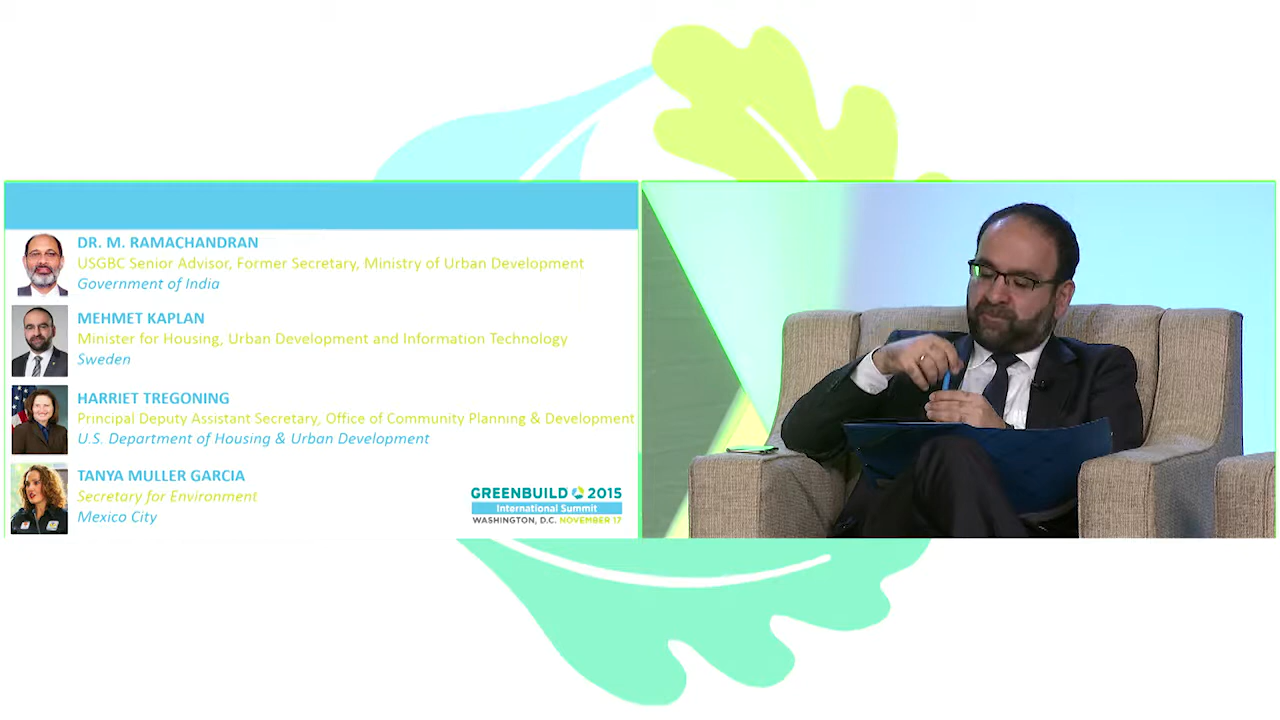 DR. M. RAMACHANDRAN
USGBC Senior Advisor, Former Secretary, Ministry of Urban Development
Government of India
MEHMET KAPLAN
Minister for Housing, Urban Development and Information Technology
Sweden
HARRIET TREGONING
Principal Deputy Assistant Secretary, Office of Community Planning & Development
U.S. Department of Housing & Urban Development
TANYA MULLER GARCIA
Secretary for Environment
Mexico City
GREENBUILD 2015
International Summit
WASHINGTON, D.C. NOVEMBER 17